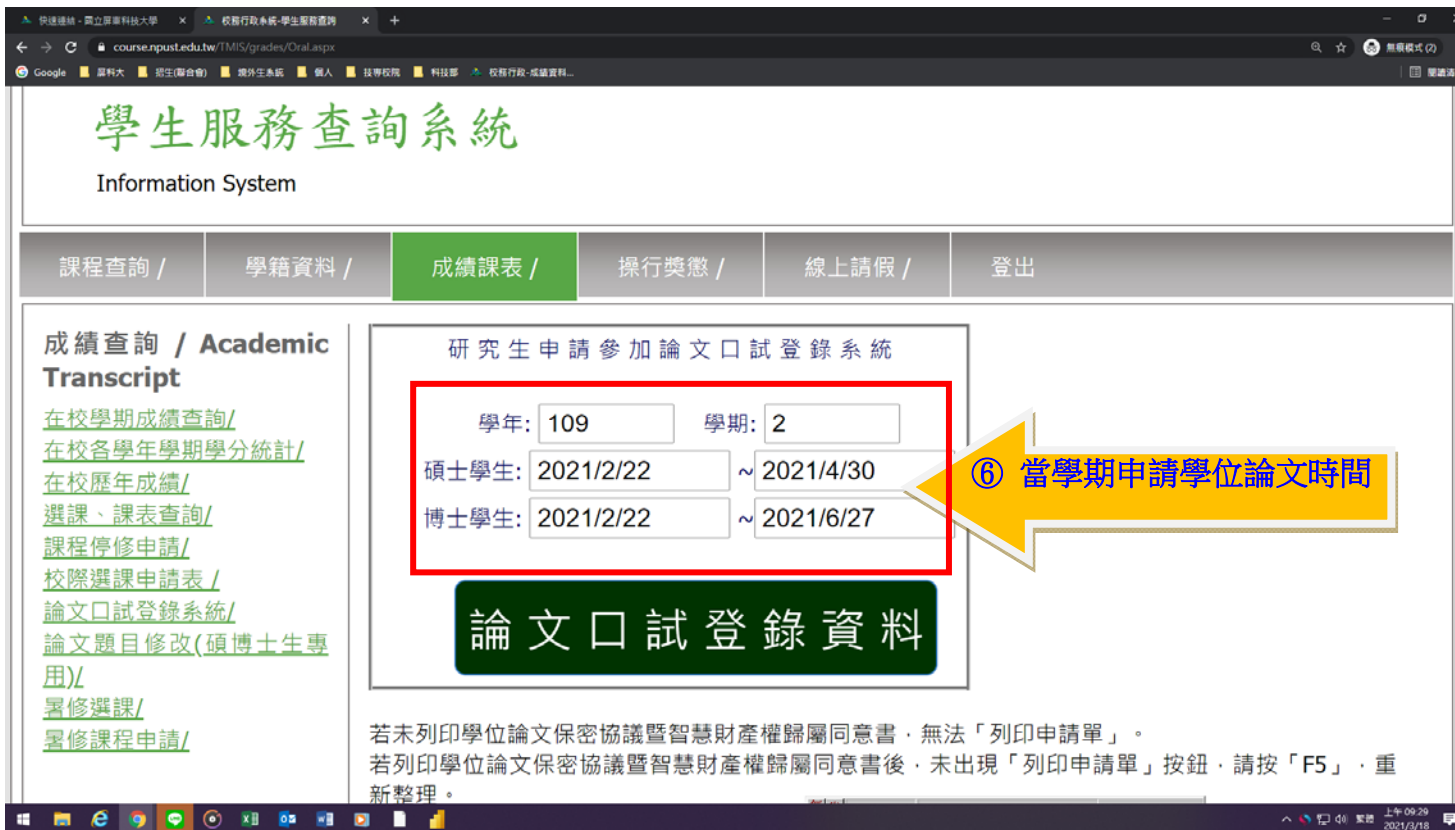 快速連結 - 國立屏東科技大學
校務行政系統-學生服務查詢
course.npust.edu.tw/TMIS/grades/Oral.aspx
無痕模式 (2)
Google 屏科大 招生(聯合會) 境外生系統 個人 技專校院 科技部 校務行政-成績資料...
閱讀清
學生服務查詢系統
Information System
課程查詢 / 學籍資料 / 成績課表 / 操行獎懲 / 線上請假 / 登出
成績查詢 / Academic
Transcript
在校學期成績查詢/
在校各學年學期學分統計/
在校歷年成績/
選課、課表查詢/
課程停修申請/
校際選課申請表 /
論文口試登錄系統/
論文題目修改(碩博士生專
用)/
暑修選課/
暑修課程申請/
研究生申請參加論文口試登錄系統
學年: 109 學期: 2
碩士學生: 2021/2/22 ~ 2021/4/30
博士學生: 2021/2/22 ~ 2021/6/27
⑥ 當學期申請學位論文時間
論文口試登錄資料
若未列印學位論文保密協議暨智慧財產權歸屬同意書，無法「列印申請單」。
若列印學位論文保密協議暨智慧財產權歸屬同意書後，未出現「列印申請單」按鈕，請按「F5」，重
新整理。
繁體
上午 09:29
2021/3/18